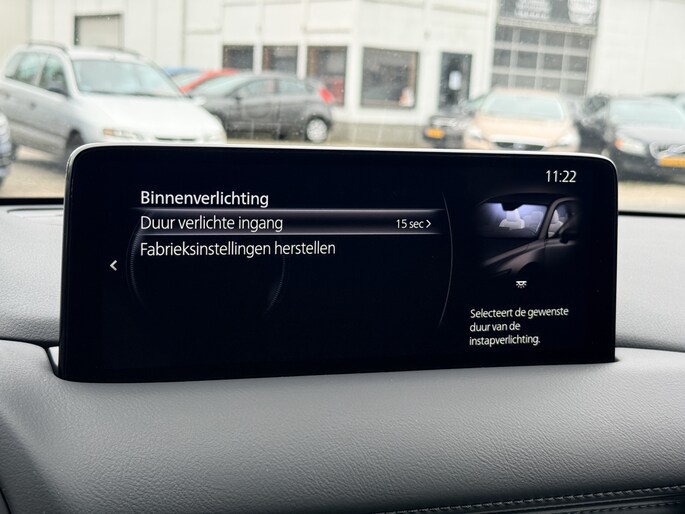 11:22
Binnenverlichting
Duur verlichte ingang 15 sec >
Fabrieksinstellingen herstellen
<
Selecteert de gewenste
duur van de
instapverlichting.